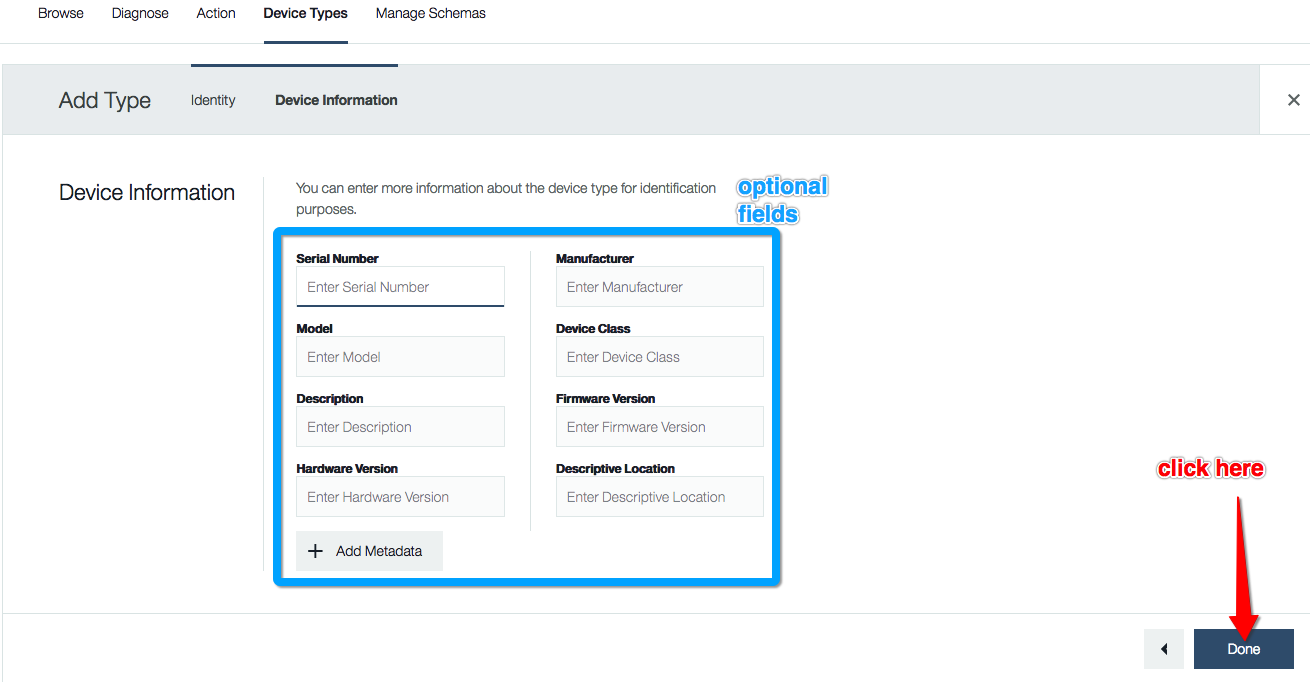 Browse Diagnose Action Device Types Manage Schemas
Add Type Identity Device Information
Device Information
You can enter more information about the device type for identification
purposes.
optional
fields
Serial Number
Enter Serial Number
Manufacturer
Enter Manufacturer
Model
Enter Model
Device Class
Enter Device Class
Description
Enter Description
Firmware Version
Enter Firmware Version
Hardware Version
Enter Hardware Version
Descriptive Location
Enter Descriptive Location
Add Metadata
click here
Done